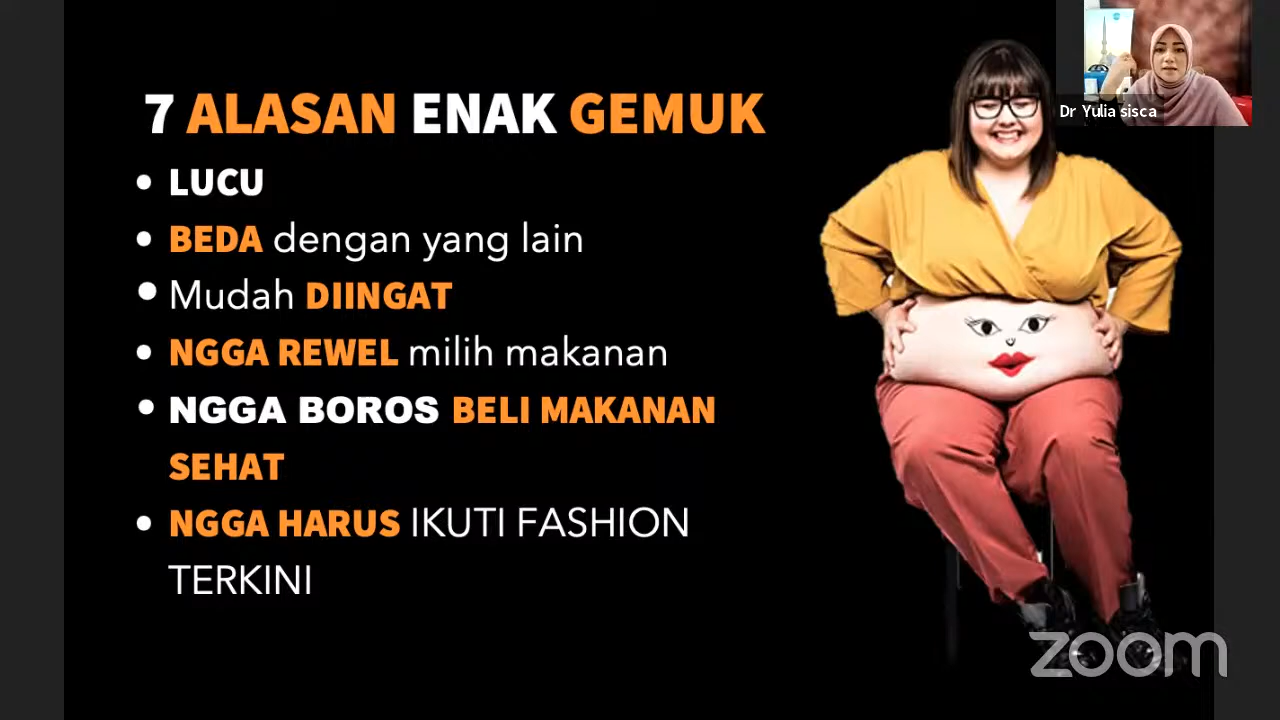 7 ALASAN ENAK GEMUK
• LUCU
• BEDA dengan yang lain
• Mudah DIINGAT
• NGGA REWEL milih makanan
• NGGA BOROS BELI MAKANAN
SEHAT
• NGGA HARUS IKUTI FASHION
TERKINI
Dr Yulia sisca
zoom